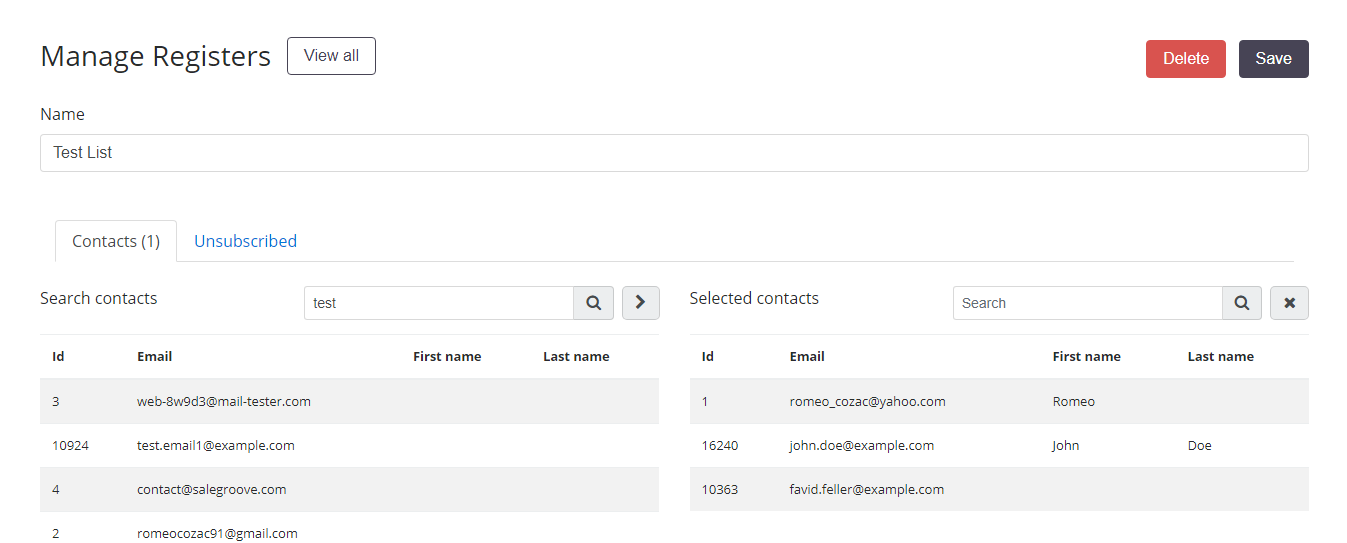 Manage Registers View all Delete Save
Name
Test List
Contacts (1) Unsubscribed
Search contacts test
Id Email First name Last name
3 web-8w9d3@mail-tester.com
10924 test.email1@example.com
4 contact@salegroove.com
2 romeocozac91@gmail.com
Selected contacts Search
Id Email First name Last name
1 romeo_cozac@yahoo.com Romeo
16240 john.doe@example.com John Doe
10363 favid.feller@example.com